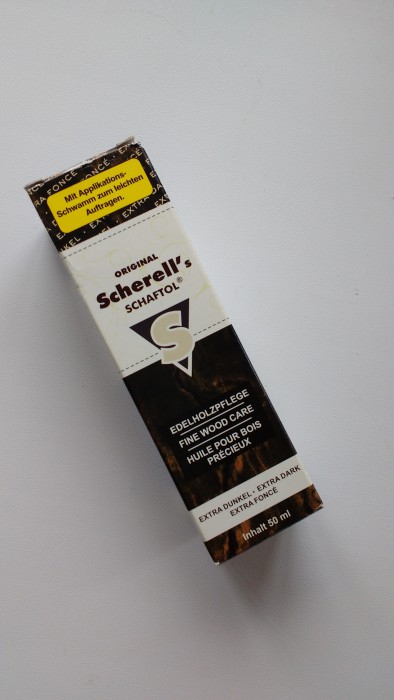 Mit Applikations-
Schwamm zum leichten
Auftragen.
ORIGINAL
Scherell's
SCHAFTOL®
S
EDELHOLZPFLEGE
FINE WOOD CARE
HUILE POUR BOIS
PRÉCIEUX
EXTRA DUNKEL - EXTRA DARK
EXTRA FONCÉ
Inhalt 50 ml